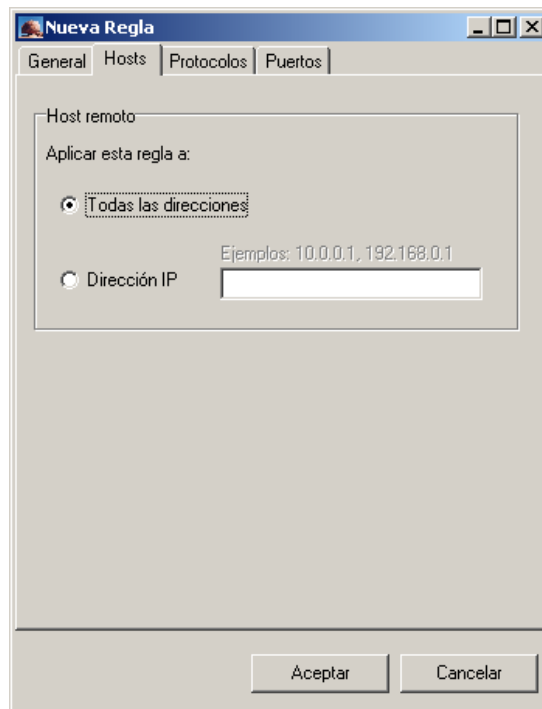 Nueva Regla
General Hosts Protocolos Puertos
Host remoto
Aplicar esta regla a:
Todas las direcciones
Ejemplos: 10.0.0.1, 192.168.0.1
Dirección IP
Aceptar Cancelar